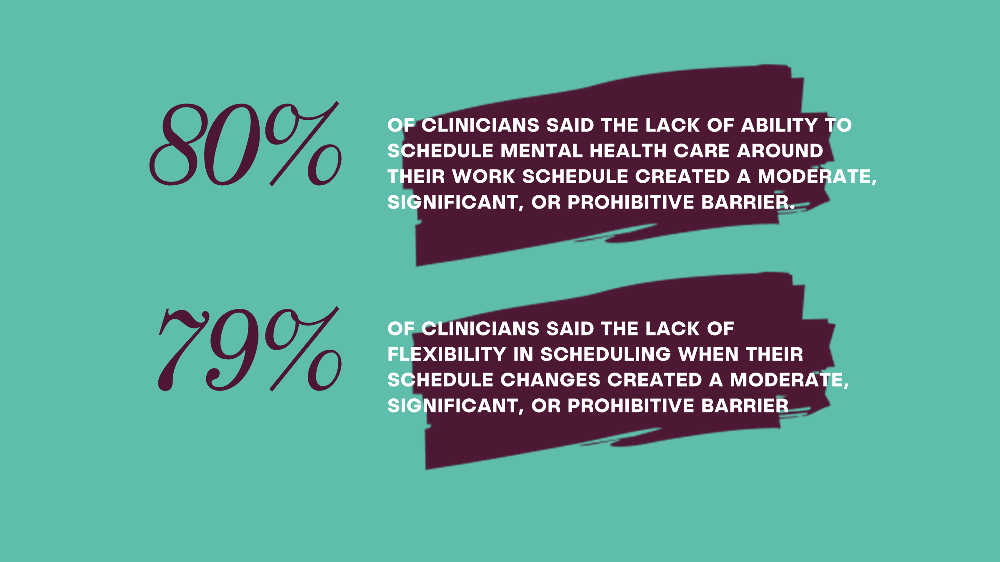 80%
OF CLINICIANS SAID THE LACK OF ABILITY TO
SCHEDULE MENTAL HEALTH CARE AROUND
THEIR WORK SCHEDULE CREATED A MODERATE,
SIGNIFICANT, OR PROHIBITIVE BARRIER.
79%
OF CLINICIANS SAID THE LACK OF
FLEXIBILITY IN SCHEDULING WHEN THEIR
SCHEDULE CHANGES CREATED A MODERATE,
SIGNIFICANT, OR PROHIBITIVE BARRIER